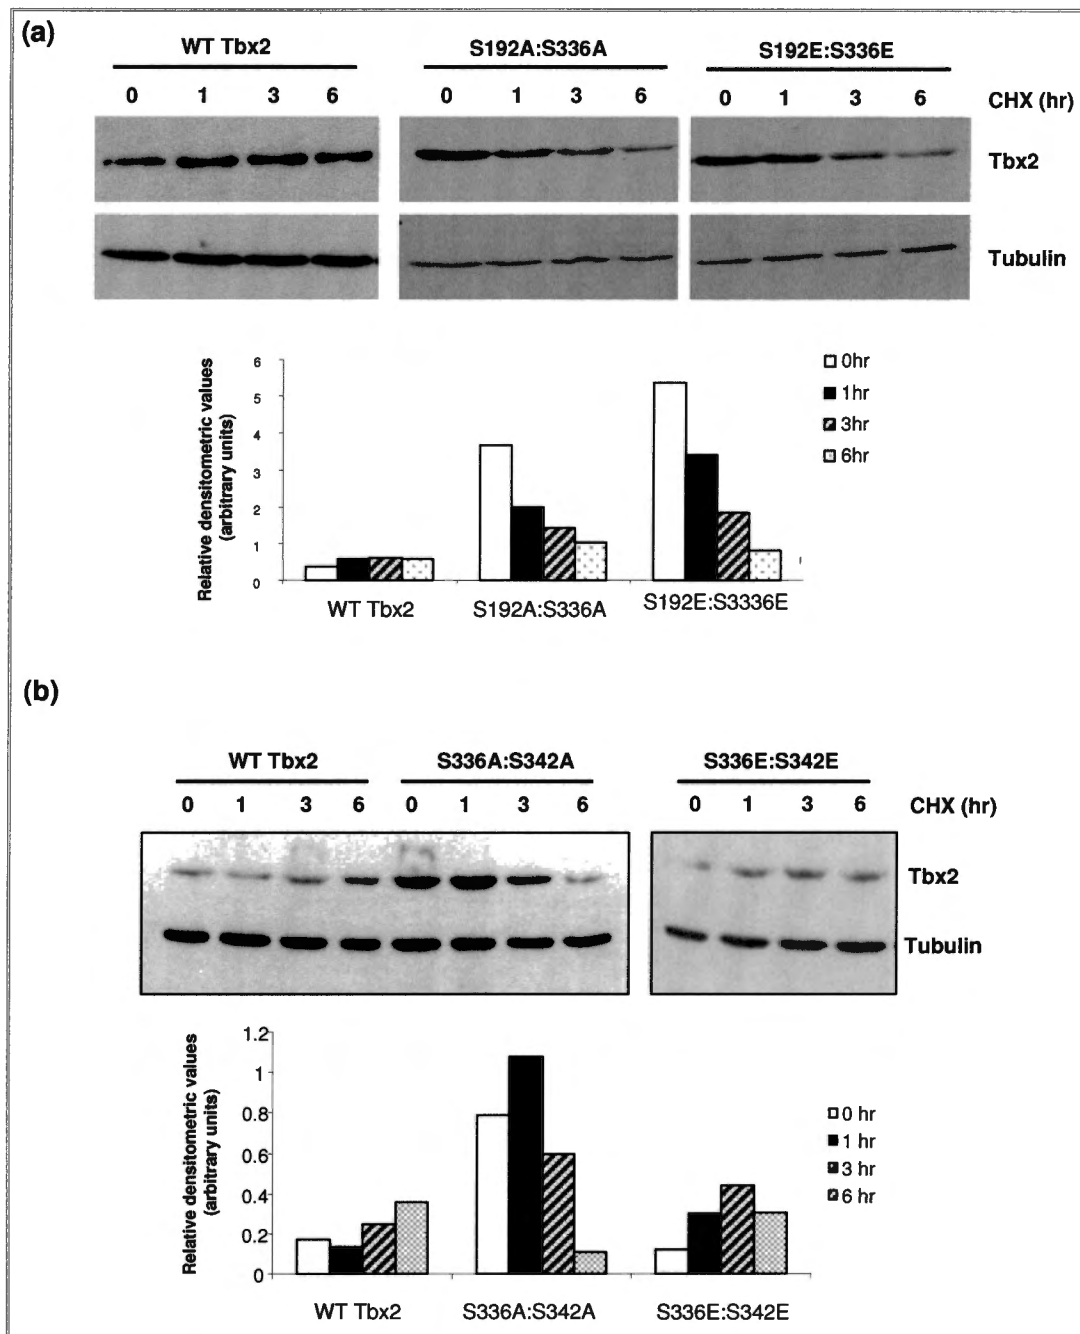 (a)
WT Tbx2 S192A:S336A S192E:S336E
0 1 3 6 0 1 3 6 0 1 3 6 CHX (hr)
Tbx2
Tubulin
Relative densitometric values
(arbitrary units)
6
5
4
3
2
1
0
0hr
1hr
3hr
6hr
WT Tbx2 S192A:S336A S192E:S3336E
(b)
WT Tbx2 S336A:S342A S336E:S342E
0 1 3 6 0 1 3 6 0 1 3 6 CHX (hr)
Tbx2
Tubulin
Relative densitometric values
(arbitrary units)
1.2
1
0.8
0.6
0.4
0.2
0
0 hr
1 hr
3 hr
6 hr
WT Tbx2 S336A:S342A S336E:S342E